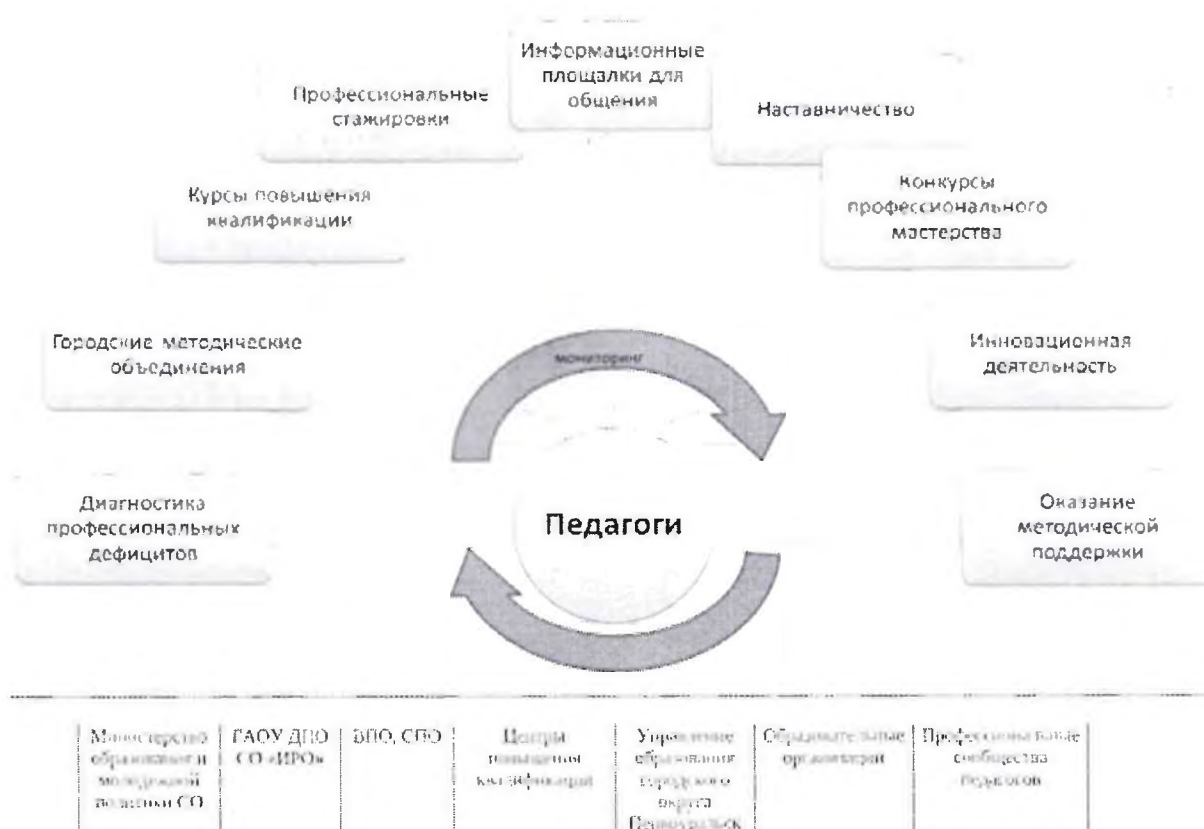 Информационные
площалки для
общения
Профессиональные
стажировки
Наставничество
Курсы повышения
квалификации
Конкурсы
профессионального
мастерства
Городские методические
объединения
мониторинг
Инновационная
деятельность
Диагностика
профессиональных
дефицитов
Педагоги
Оказание
методической
поддержки
Министерство
образования и
молодежной
политики СО
ГАОУ ДПО
СО «ИРО»
ВПО, СПО
Центры
повышения
квалификации
Управление
образования
городского
округа
Первоуральск
Образовательные
организации
Профессиональные
сообщества
педагогов